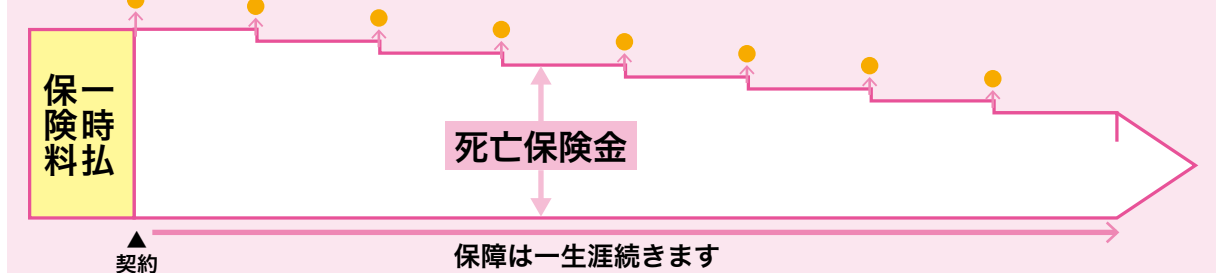 一時払
保険料
死亡保険金
▲
契約
保障は一生涯続きます